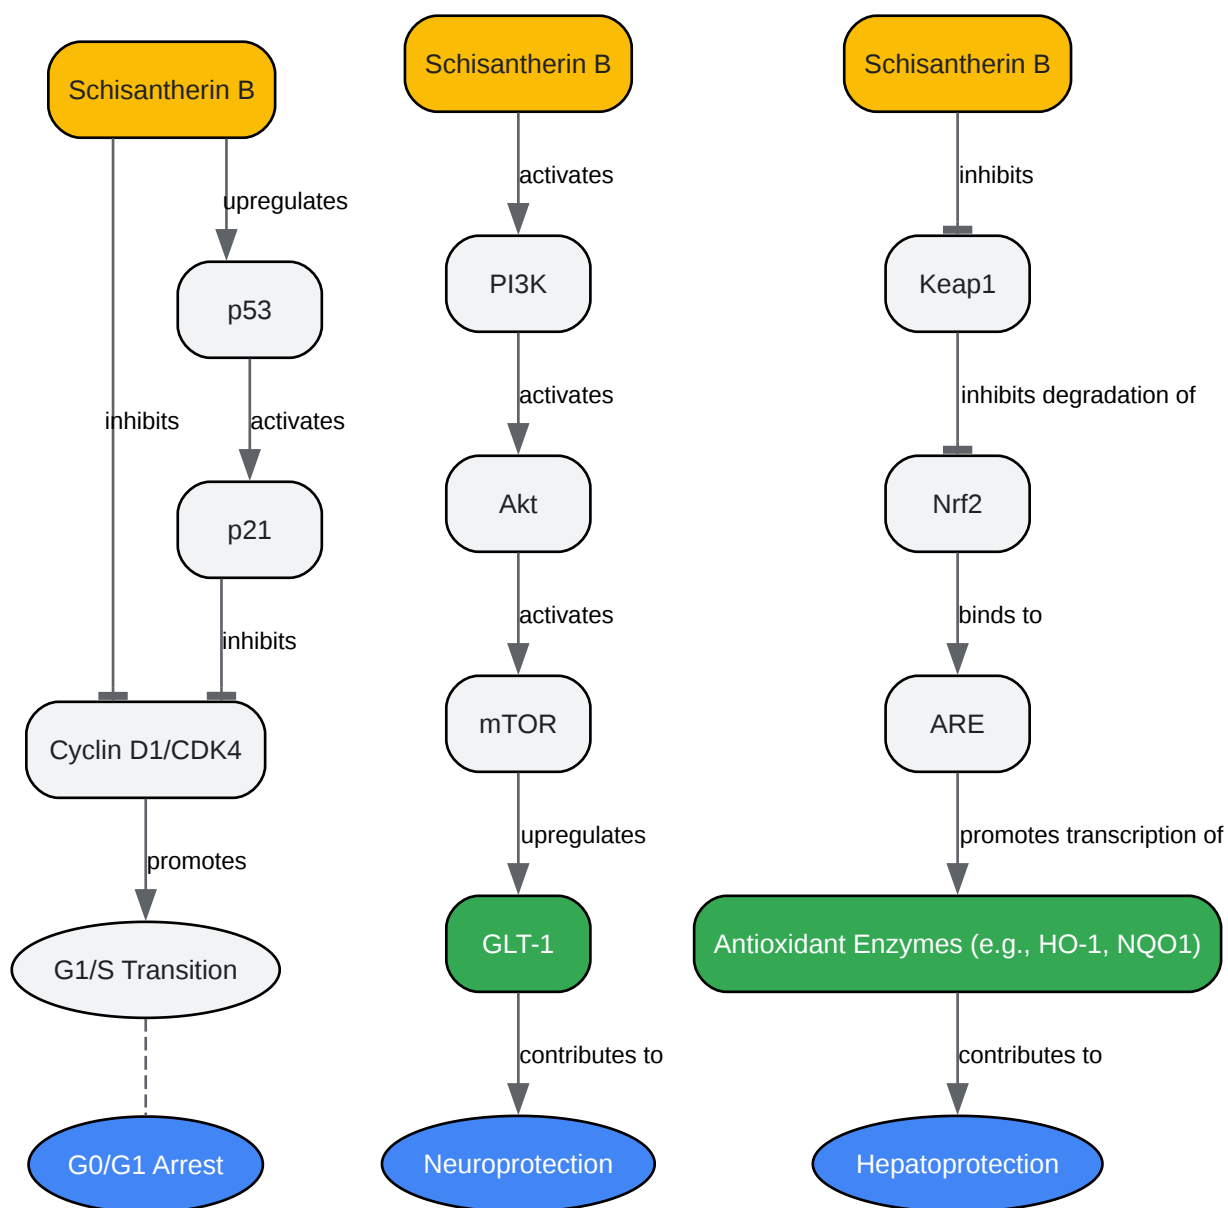 Schisantherin B
upregulates
p53
inhibits
activates
p21
inhibits
Cyclin D1/CDK4
promotes
G1/S Transition
G0/G1 Arrest
Schisantherin B
activates
PI3K
activates
Akt
activates
mTOR
upregulates
GLT-1
contributes to
Neuroprotection
Schisantherin B
inhibits
Keap1
inhibits degradation of
Nrf2
binds to
ARE
promotes transcription of
Antioxidant Enzymes (e.g., HO-1, NQO1)
contributes to
Hepatoprotection